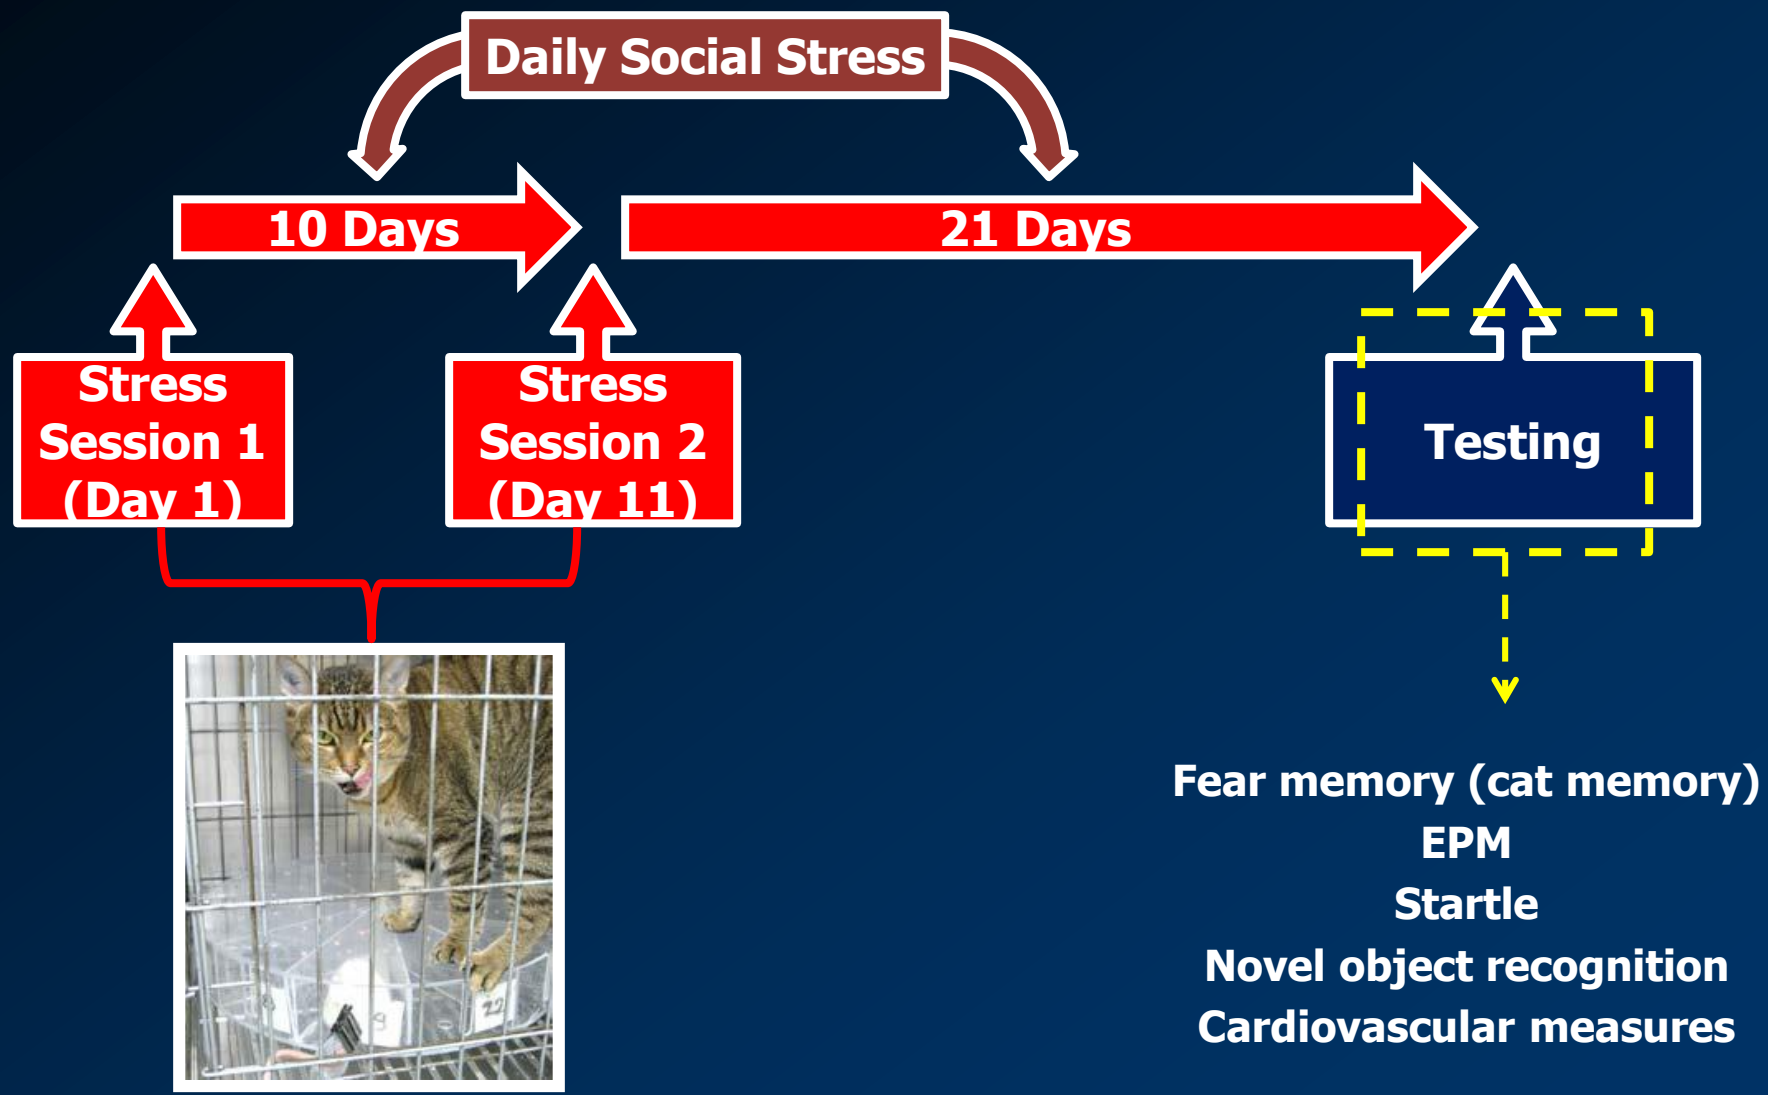 Daily Social Stress
10 Days
21 Days
Stress
Session 1
(Day 1)
Stress
Session 2
(Day 11)
Testing
22
Fear memory (cat memory)
EPM
Startle
Novel object recognition
Cardiovascular measures